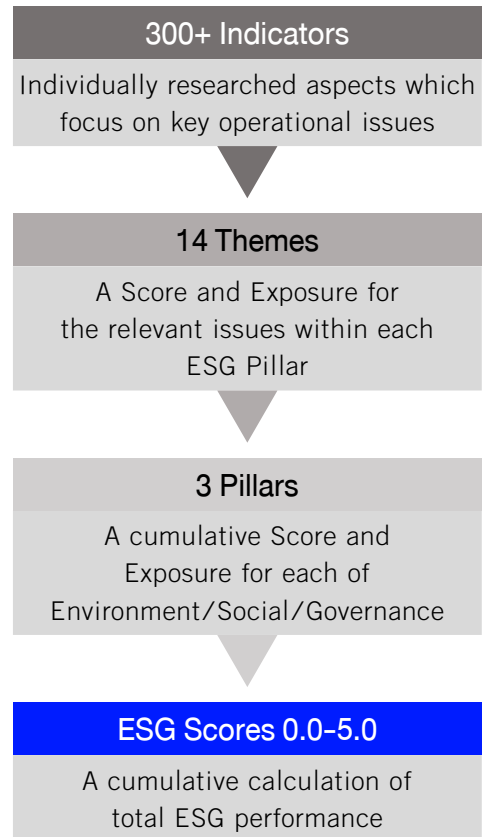 300+ Indicators
Individually researched aspects which
focus on key operational issues
14 Themes
A Score and Exposure for
the relevant issues within each
ESG Pillar
3 Pillars
A cumulative Score and
Exposure for each of
Environment/Social/Governance
ESG Scores 0.0–5.0
A cumulative calculation of
total ESG performance